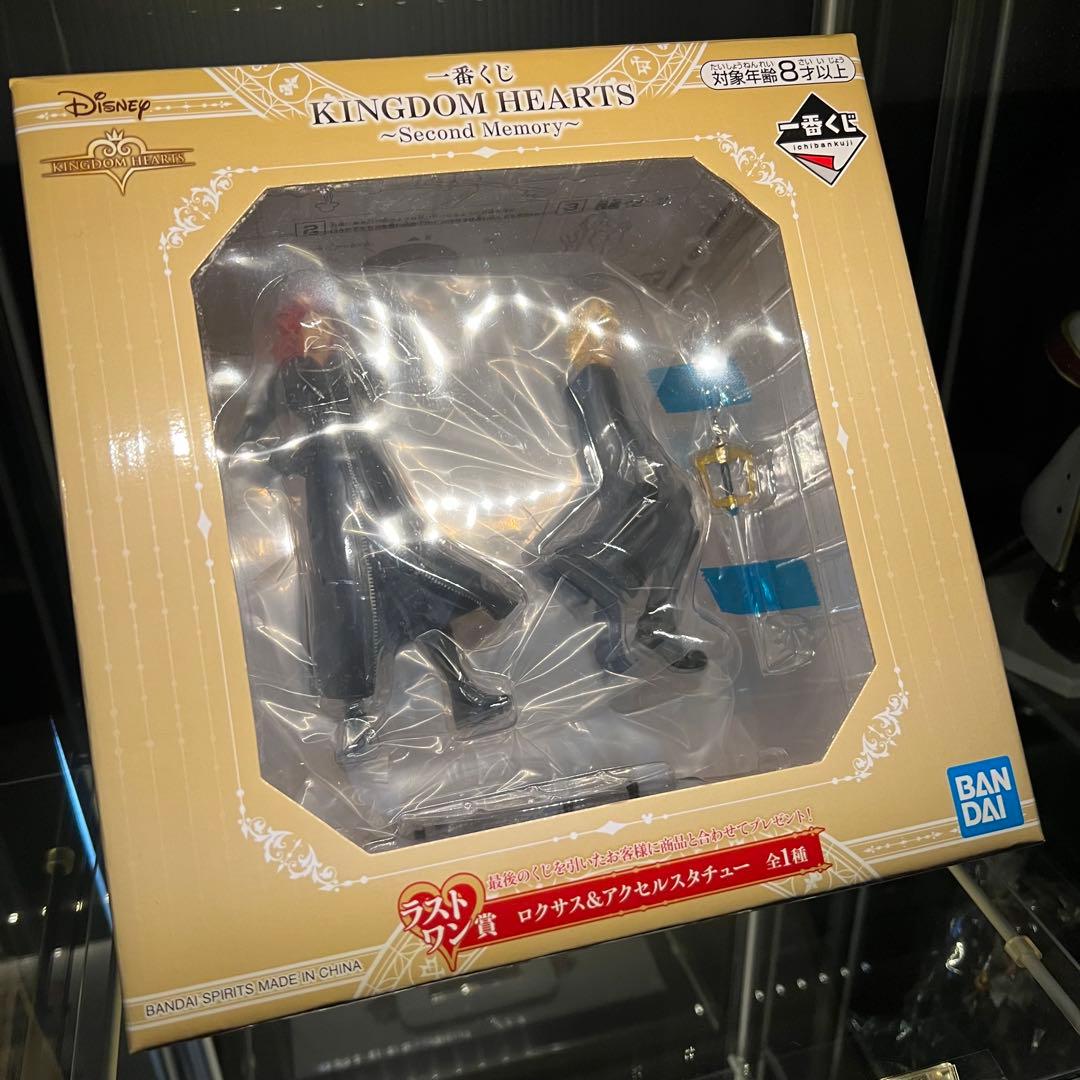 Disney
KINGDOM HEARTS
一番くじ
KINGDOM HEARTS
~Second Memory~
たいしょうねんれい さい いじょう
対象年齢8才以上
一番くじ
ichibankuji
BAN
DAI
最後のくじを引いたお客様に商品と合わせてプレゼント!
ラスト
ワン賞
ロクサス&アクセルスタチュー 全1種
BANDAI SPIRITS MADE IN CHINA